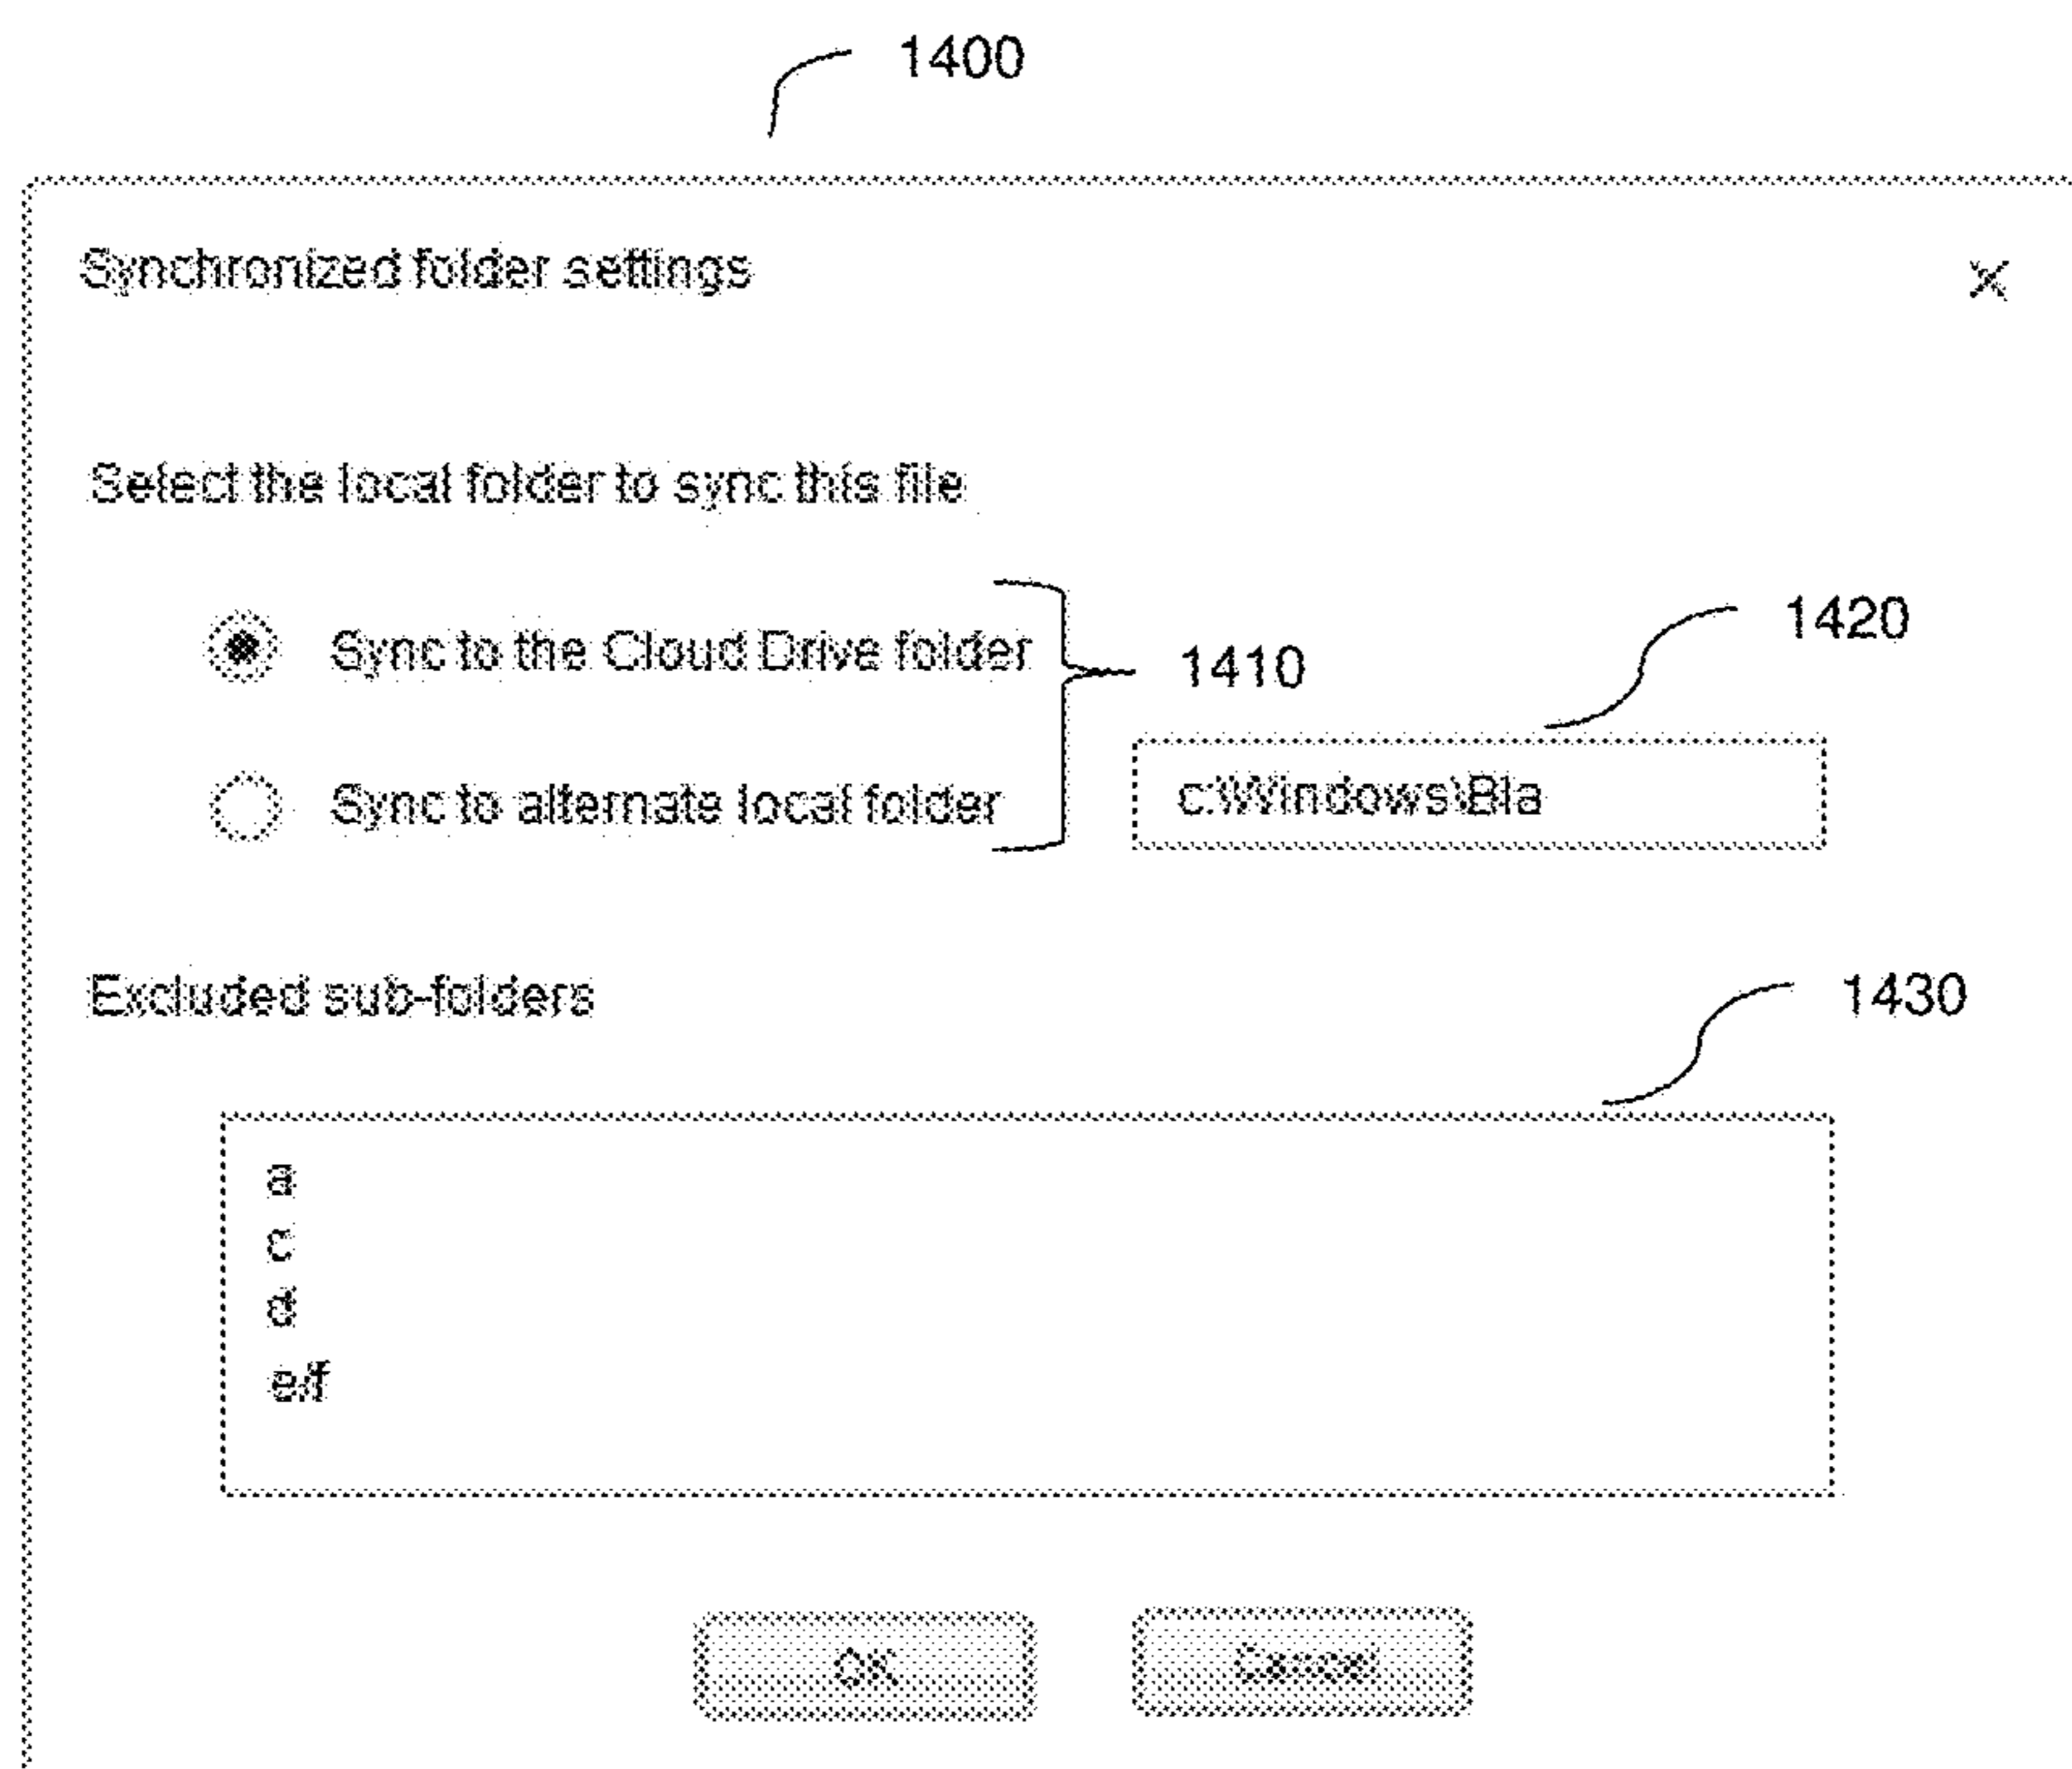 1400
Synchronized folder settings X
Select the local folder to sync this file
Sync to the Cloud Drive folder
1410
1420
Sync to alternate local folder
c:\Windows\Bla
Excluded sub-folders
1430
a
c
d
e/f
OK Cancel